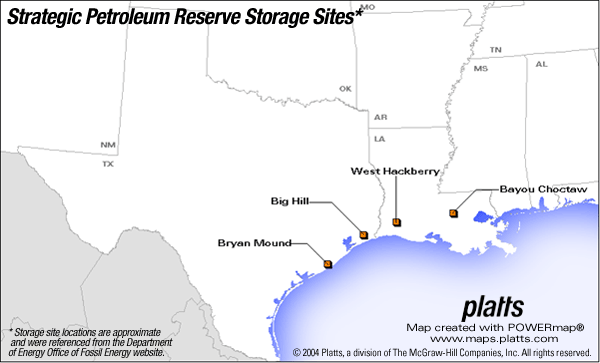 Strategic Petroleum Reserve Storage Sites*
MO
TN
OK
MS
AL
AR
NM
TX
LA
West Hackberry
Bayou Choctaw
Big Hill
Bryan Mound
platts
Map created with POWERmap®
www.maps.platts.com
* Storage site locations are approximate
and were referenced from the Department
of Energy Office of Fossil Energy website.
© 2004 Platts, a division of The McGraw-Hill Companies, Inc. All rights reserved.